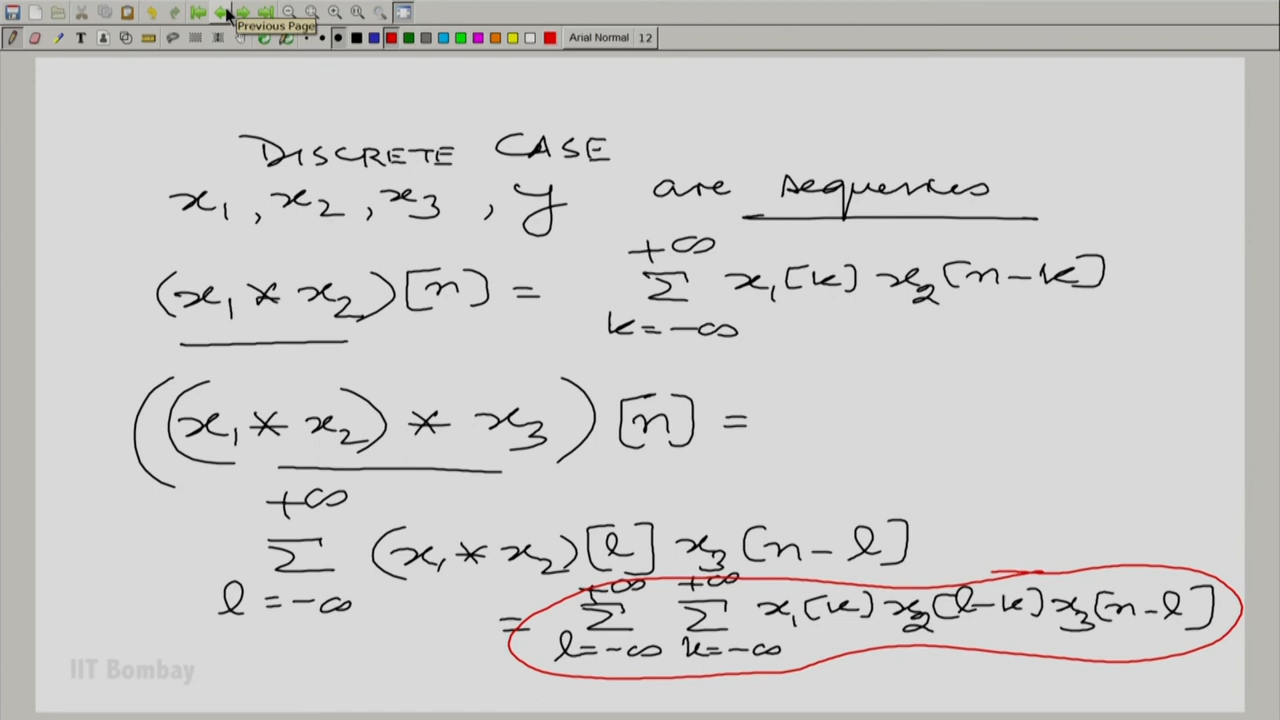 Previous Page
Arial Normal 12
DISCRETE CASE
x₁, x₂, x₃, y are sequences
(x₁ * x₂)[n] = +∞ Σ k=-∞ x₁[k] x₂[n-k]
((x₁ * x₂) * x₃)[n] =
+∞ Σ l=-∞ (x₁ * x₂)[l] x₃[n-l]
= +∞ Σ l=-∞ +∞ Σ k=-∞ x₁[k] x₂[l-k] x₃[n-l]
IIT Bombay